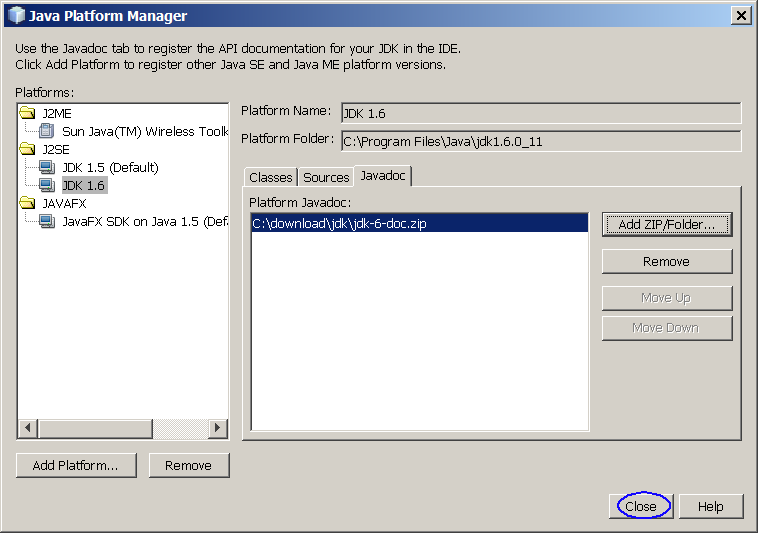 Java Platform Manager
Use the Javadoc tab to register the API documentation for your JDK in the IDE.
Click Add Platform to register other Java SE and Java ME platform versions.
Platforms:
J2ME
Sun Java(TM) Wireless Toolk
J2SE
JDK 1.5 (Default)
JDK 1.6
JAVAFX
JavaFX SDK on Java 1.5 (Defa
Add Platform...
Remove
Platform Name:
JDK 1.6
Platform Folder:
C:\Program Files\Java\jdk1.6.0_11
Classes
Sources
Javadoc
Platform Javadoc:
C:\download\jdk\jdk-6-doc.zip
Add ZIP/Folder...
Remove
Move Up
Move Down
Close
Help